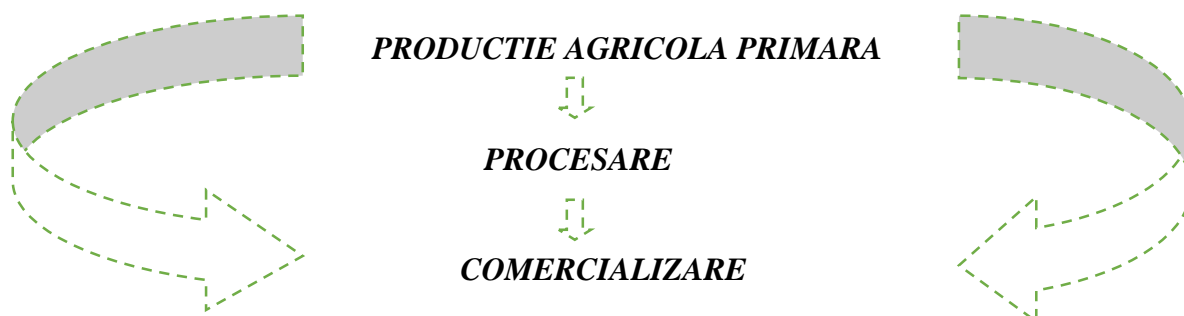 PRODUCTIE AGRICOLA PRIMARA
PROCESARE
COMERCIALIZARE